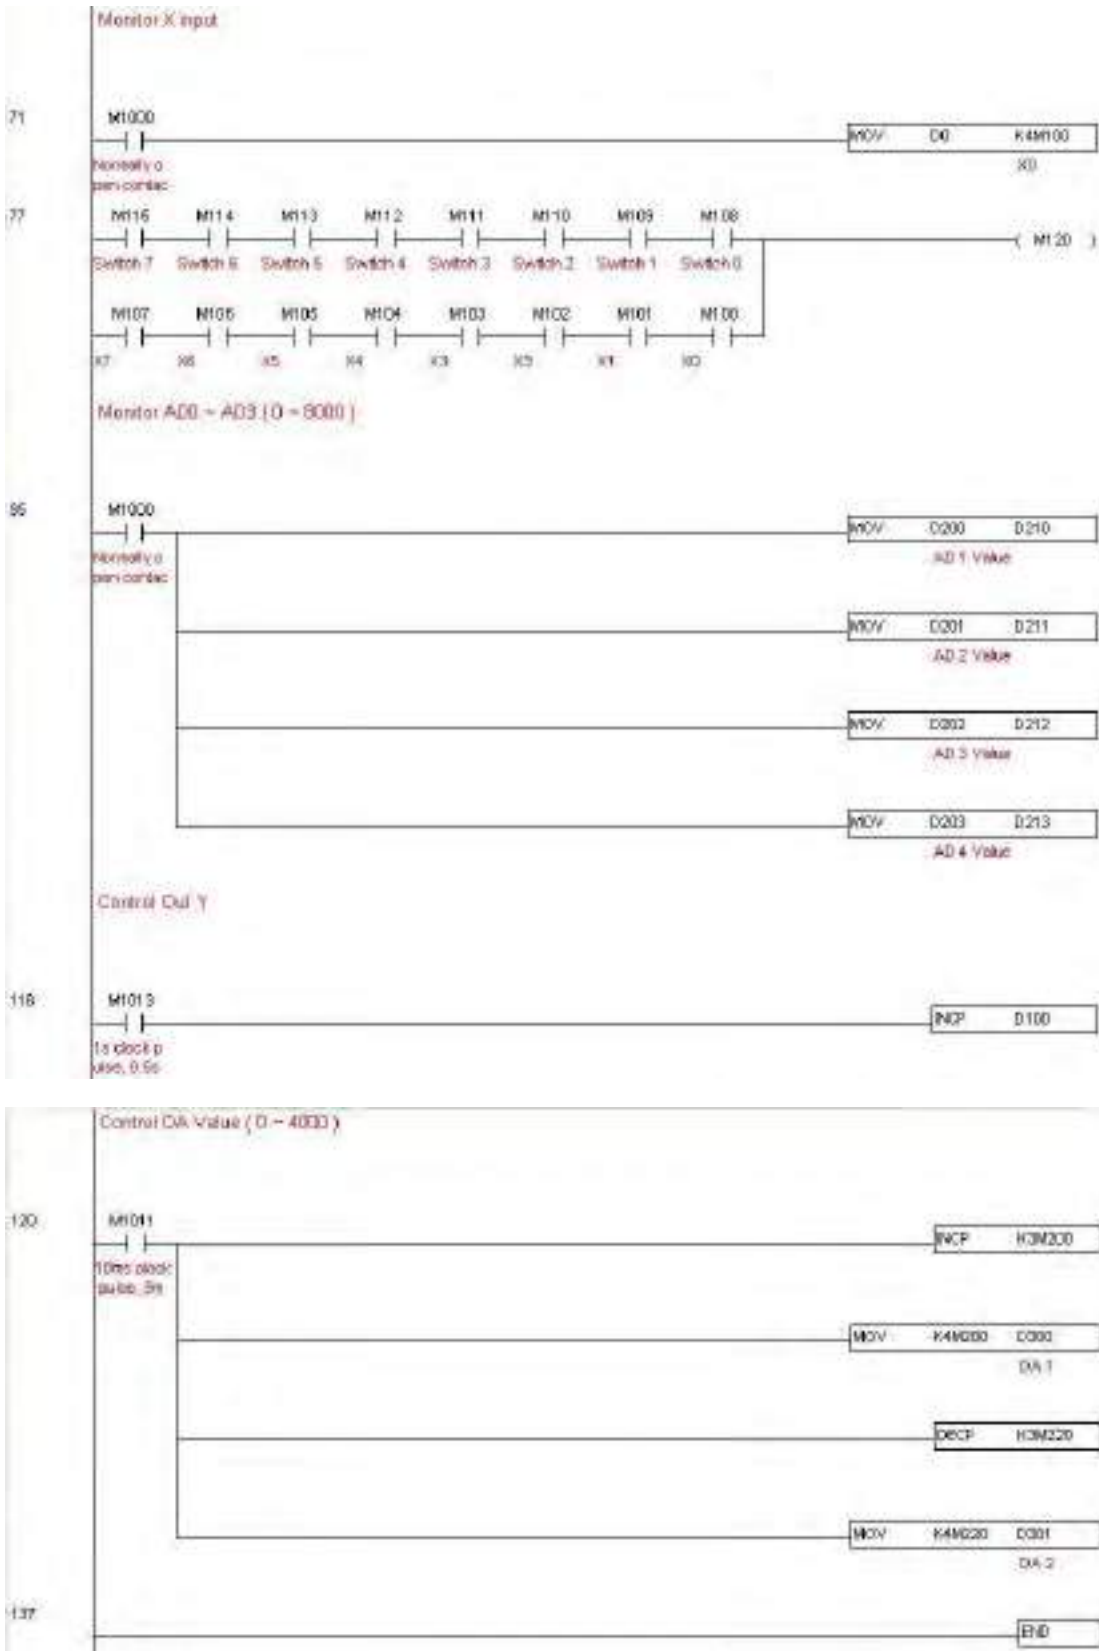 Monitor X input
71 M1000
MOV D0 K4M100
Normally o
pen contac
X0
77 M115 M114 M113 M112 M111 M110 M109 M108
( M120 )
Switch 7 Switch 6 Switch 5 Switch 4 Switch 3 Switch 2 Switch 1 Switch 0
M107 M106 M105 M104 M103 M102 M101 M100
X7 X6 X5 X4 X3 X1 X0
Monitor AD0 ~ AD3 ( 0 ~ 8000 )
95 M1000
MOV D200 D210
Normally o
pen contac
AD 1 Value
MOV D201 D211
AD 2 Value
MOV D202 D212
AD 3 Value
MOV D203 D213
AD 4 Value
Control Out Y
118 M1013
INCP D100
1s clock p
ulse, 0.5s
Control DA Value ( 0 ~ 4000 )
120 M1011
INCP K3M200
10ms clock
pulse, 5m
MOV K4M200 D300
DA 1
DECP K3M220
MOV K4M220 D301
DA 2
137
END